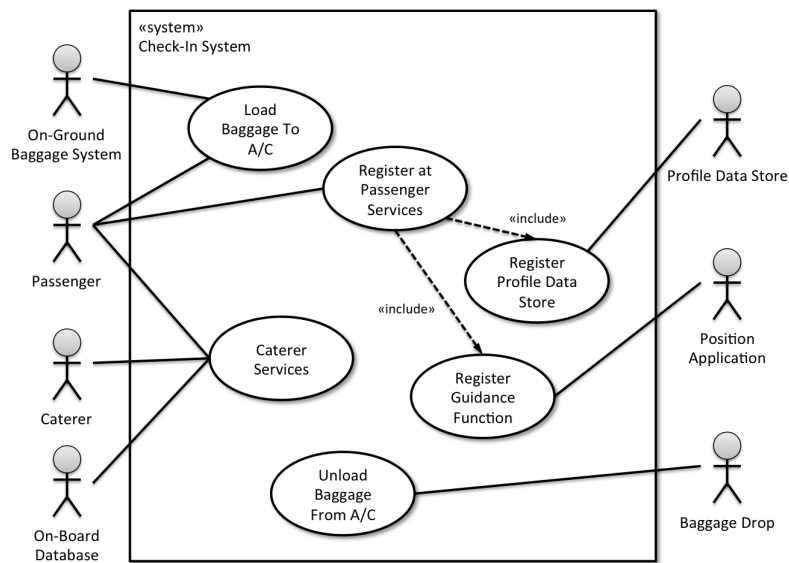 «system»
Check-In System
On-Ground
Baggage System
Load
Baggage To
A/C
Register at
Passenger
Services
Profile Data Store
«include»
Passenger
Register
Profile Data
Store
«include»
Position
Application
Caterer
Services
Caterer
Register
Guidance
Function
Unload
Baggage
From A/C
On-Board
Database
Baggage Drop